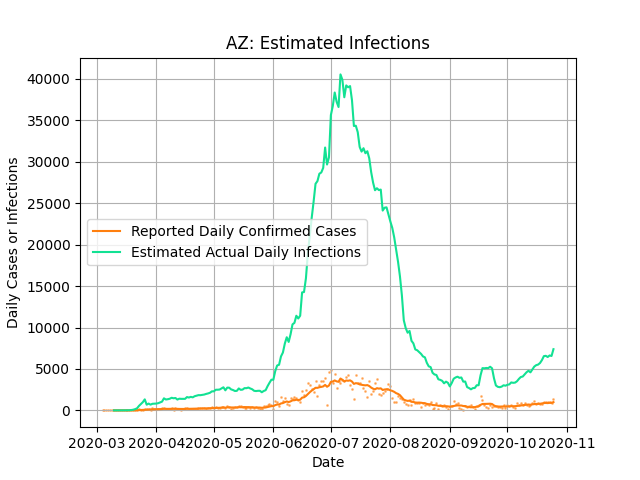 AZ: Estimated Infections
40000
35000
30000
25000
20000
15000
10000
5000
0
Daily Cases or Infections
Reported Daily Confirmed Cases
Estimated Actual Daily Infections
2020-03 2020-04 2020-05 2020-06 2020-07 2020-08 2020-09 2020-10 2020-11
Date